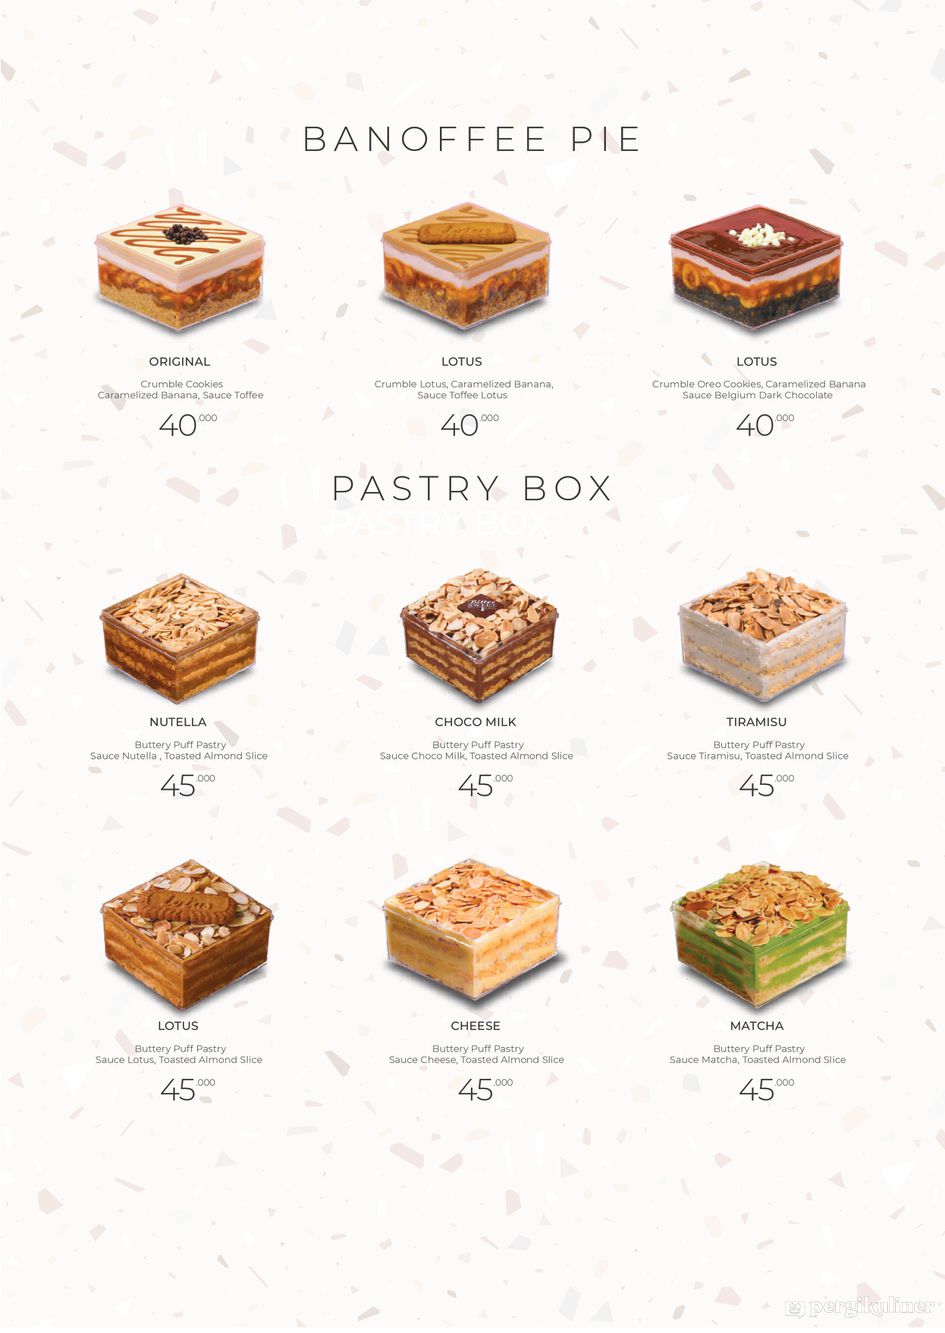 BANOFFEE PIE
ORIGINAL
Crumble Cookies
Caramelized Banana, Sauce Toffee
40.000
LOTUS
Crumble Lotus, Caramelized Banana,
Sauce Toffee Lotus
40.000
LOTUS
Crumble Oreo Cookies, Caramelized Banana
Sauce Belgium Dark Chocolate
40.000
PASTRY BOX
PASTRY BOX
NUTELLA
Buttery Puff Pastry
Sauce Nutella , Toasted Almond Slice
45.000
CHOCO MILK
Buttery Puff Pastry
Sauce Choco Milk, Toasted Almond Slice
45.000
TIRAMISU
Buttery Puff Pastry
Sauce Tiramisu, Toasted Almond Slice
45.000
LOTUS
Buttery Puff Pastry
Sauce Lotus, Toasted Almond Slice
45.000
CHEESE
Buttery Puff Pastry
Sauce Cheese, Toasted Almond Slice
45.000
MATCHA
Buttery Puff Pastry
Sauce Matcha, Toasted Almond Slice
45.000
pergikuliner